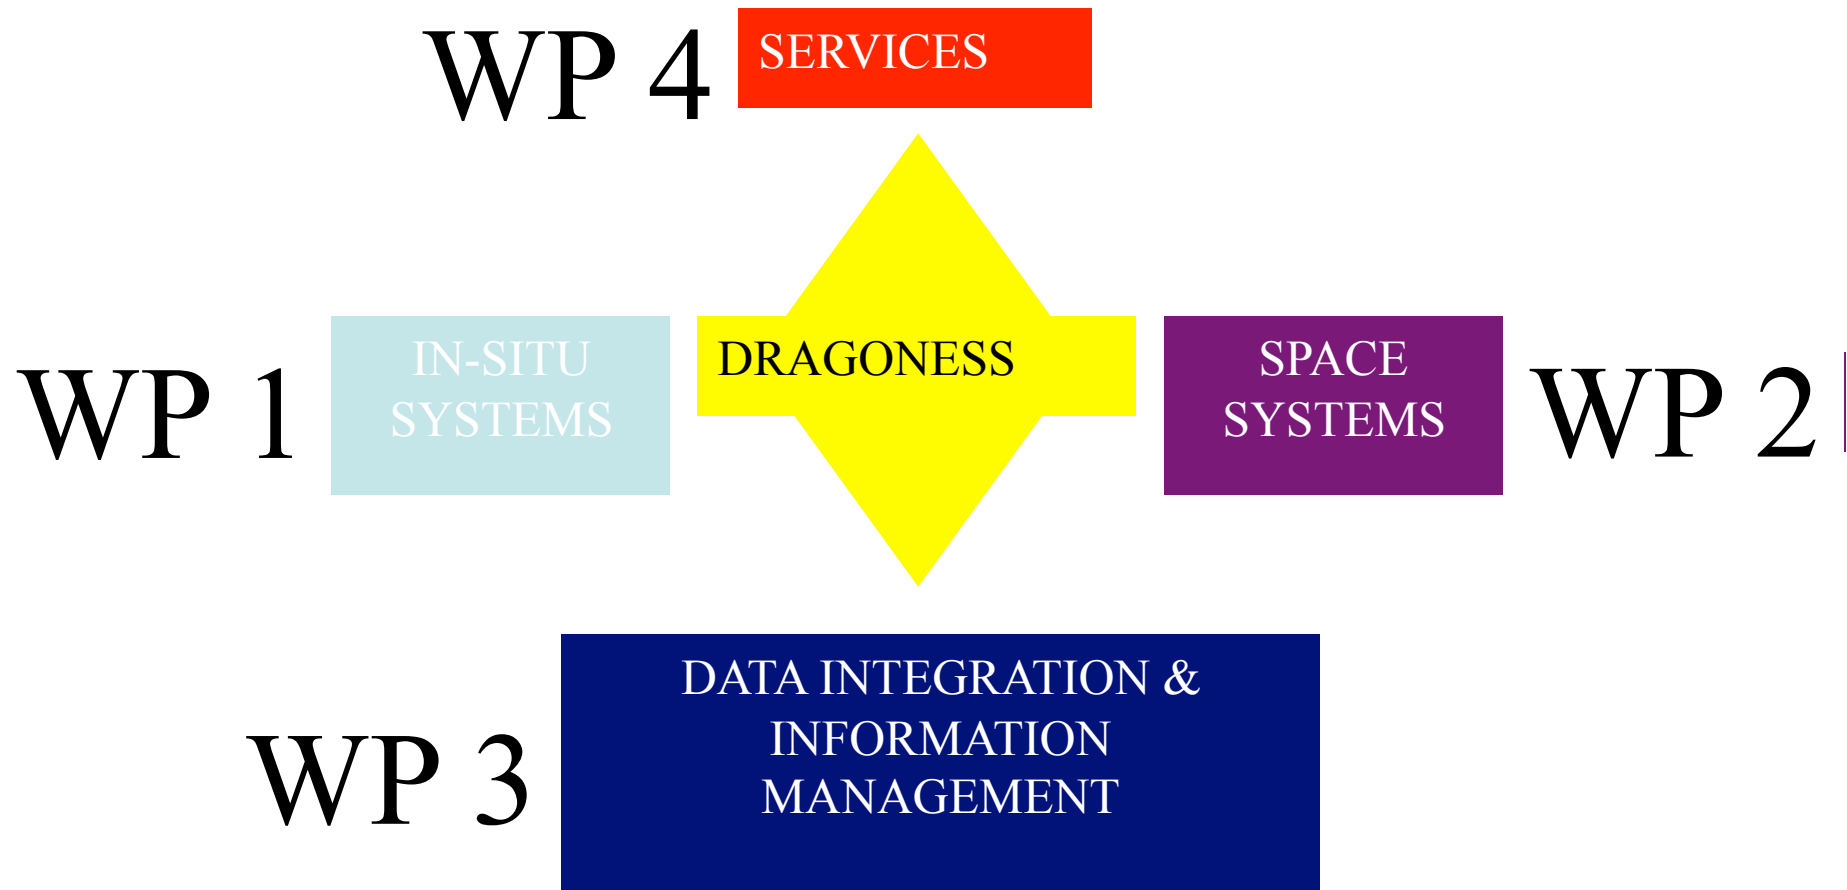 WP 4
SERVICES
WP 1
IN-SITU
SYSTEMS
DRAGONESS
SPACE
SYSTEMS
WP 2
WP 3
DATA INTEGRATION &
INFORMATION
MANAGEMENT